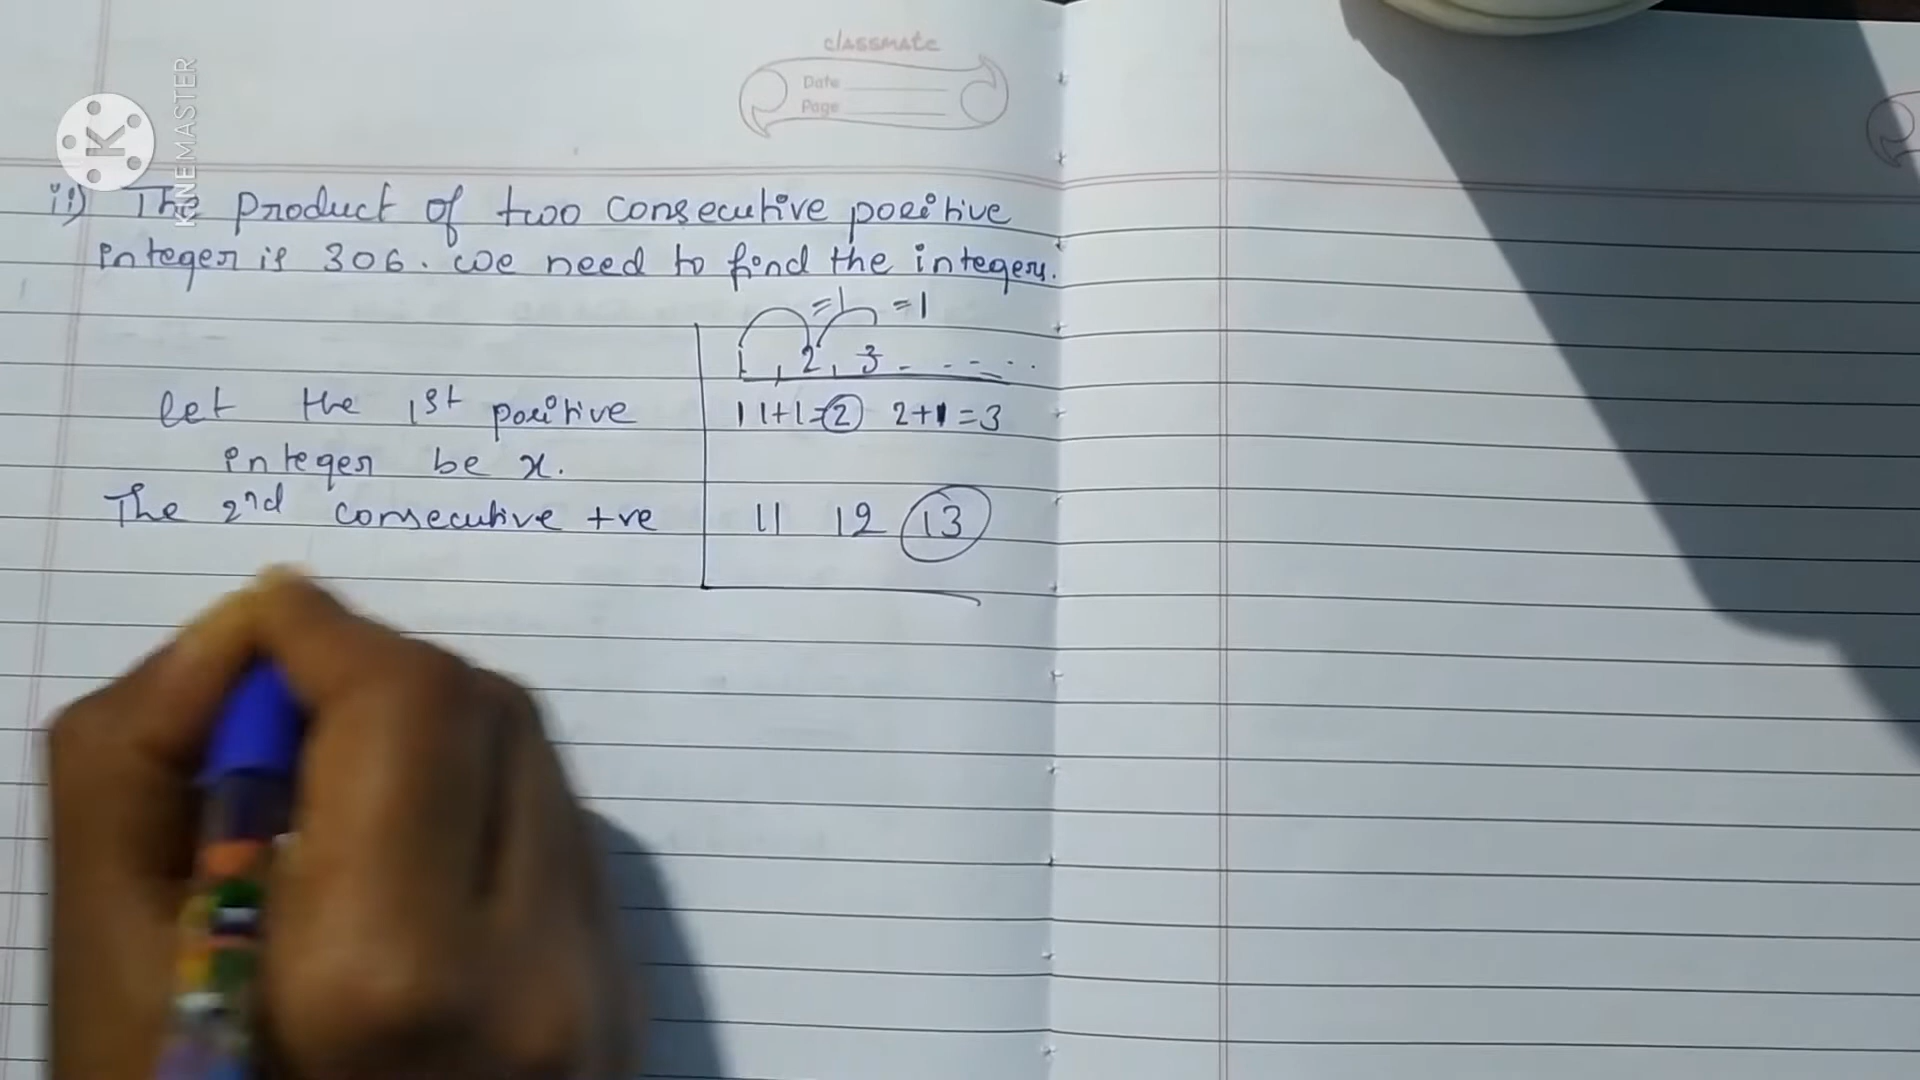 classmate
Date
Page
KINEMASTER
ii) The product of two consecutive positive
integer is 306. we need to find the integers.
=1 =1
1, 2, 3 - - - - . .
let the 1st positive
1 1+1=2 2+1=3
integer be x.
The 2nd consecutive +ve
11 12 13